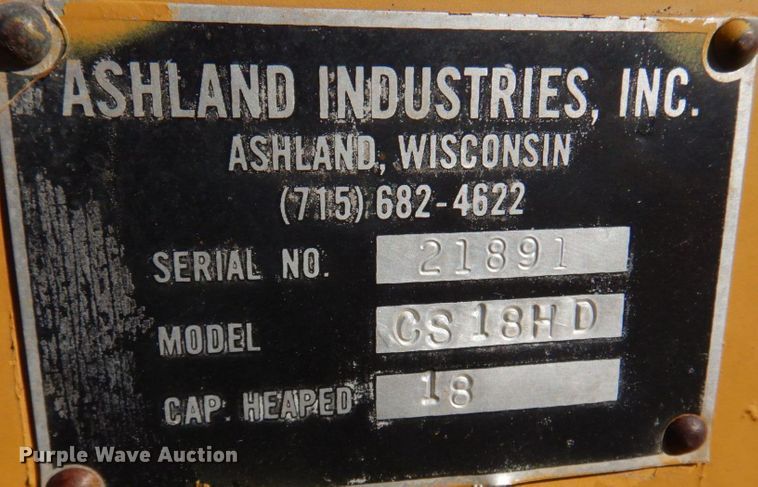 ASHLAND INDUSTRIES, INC.
ASHLAND, WISCONSIN
(715) 682-4622
SERIAL NO. 21891
MODEL CS18HD
CAP. HEAPED 18
Purple Wave Auction